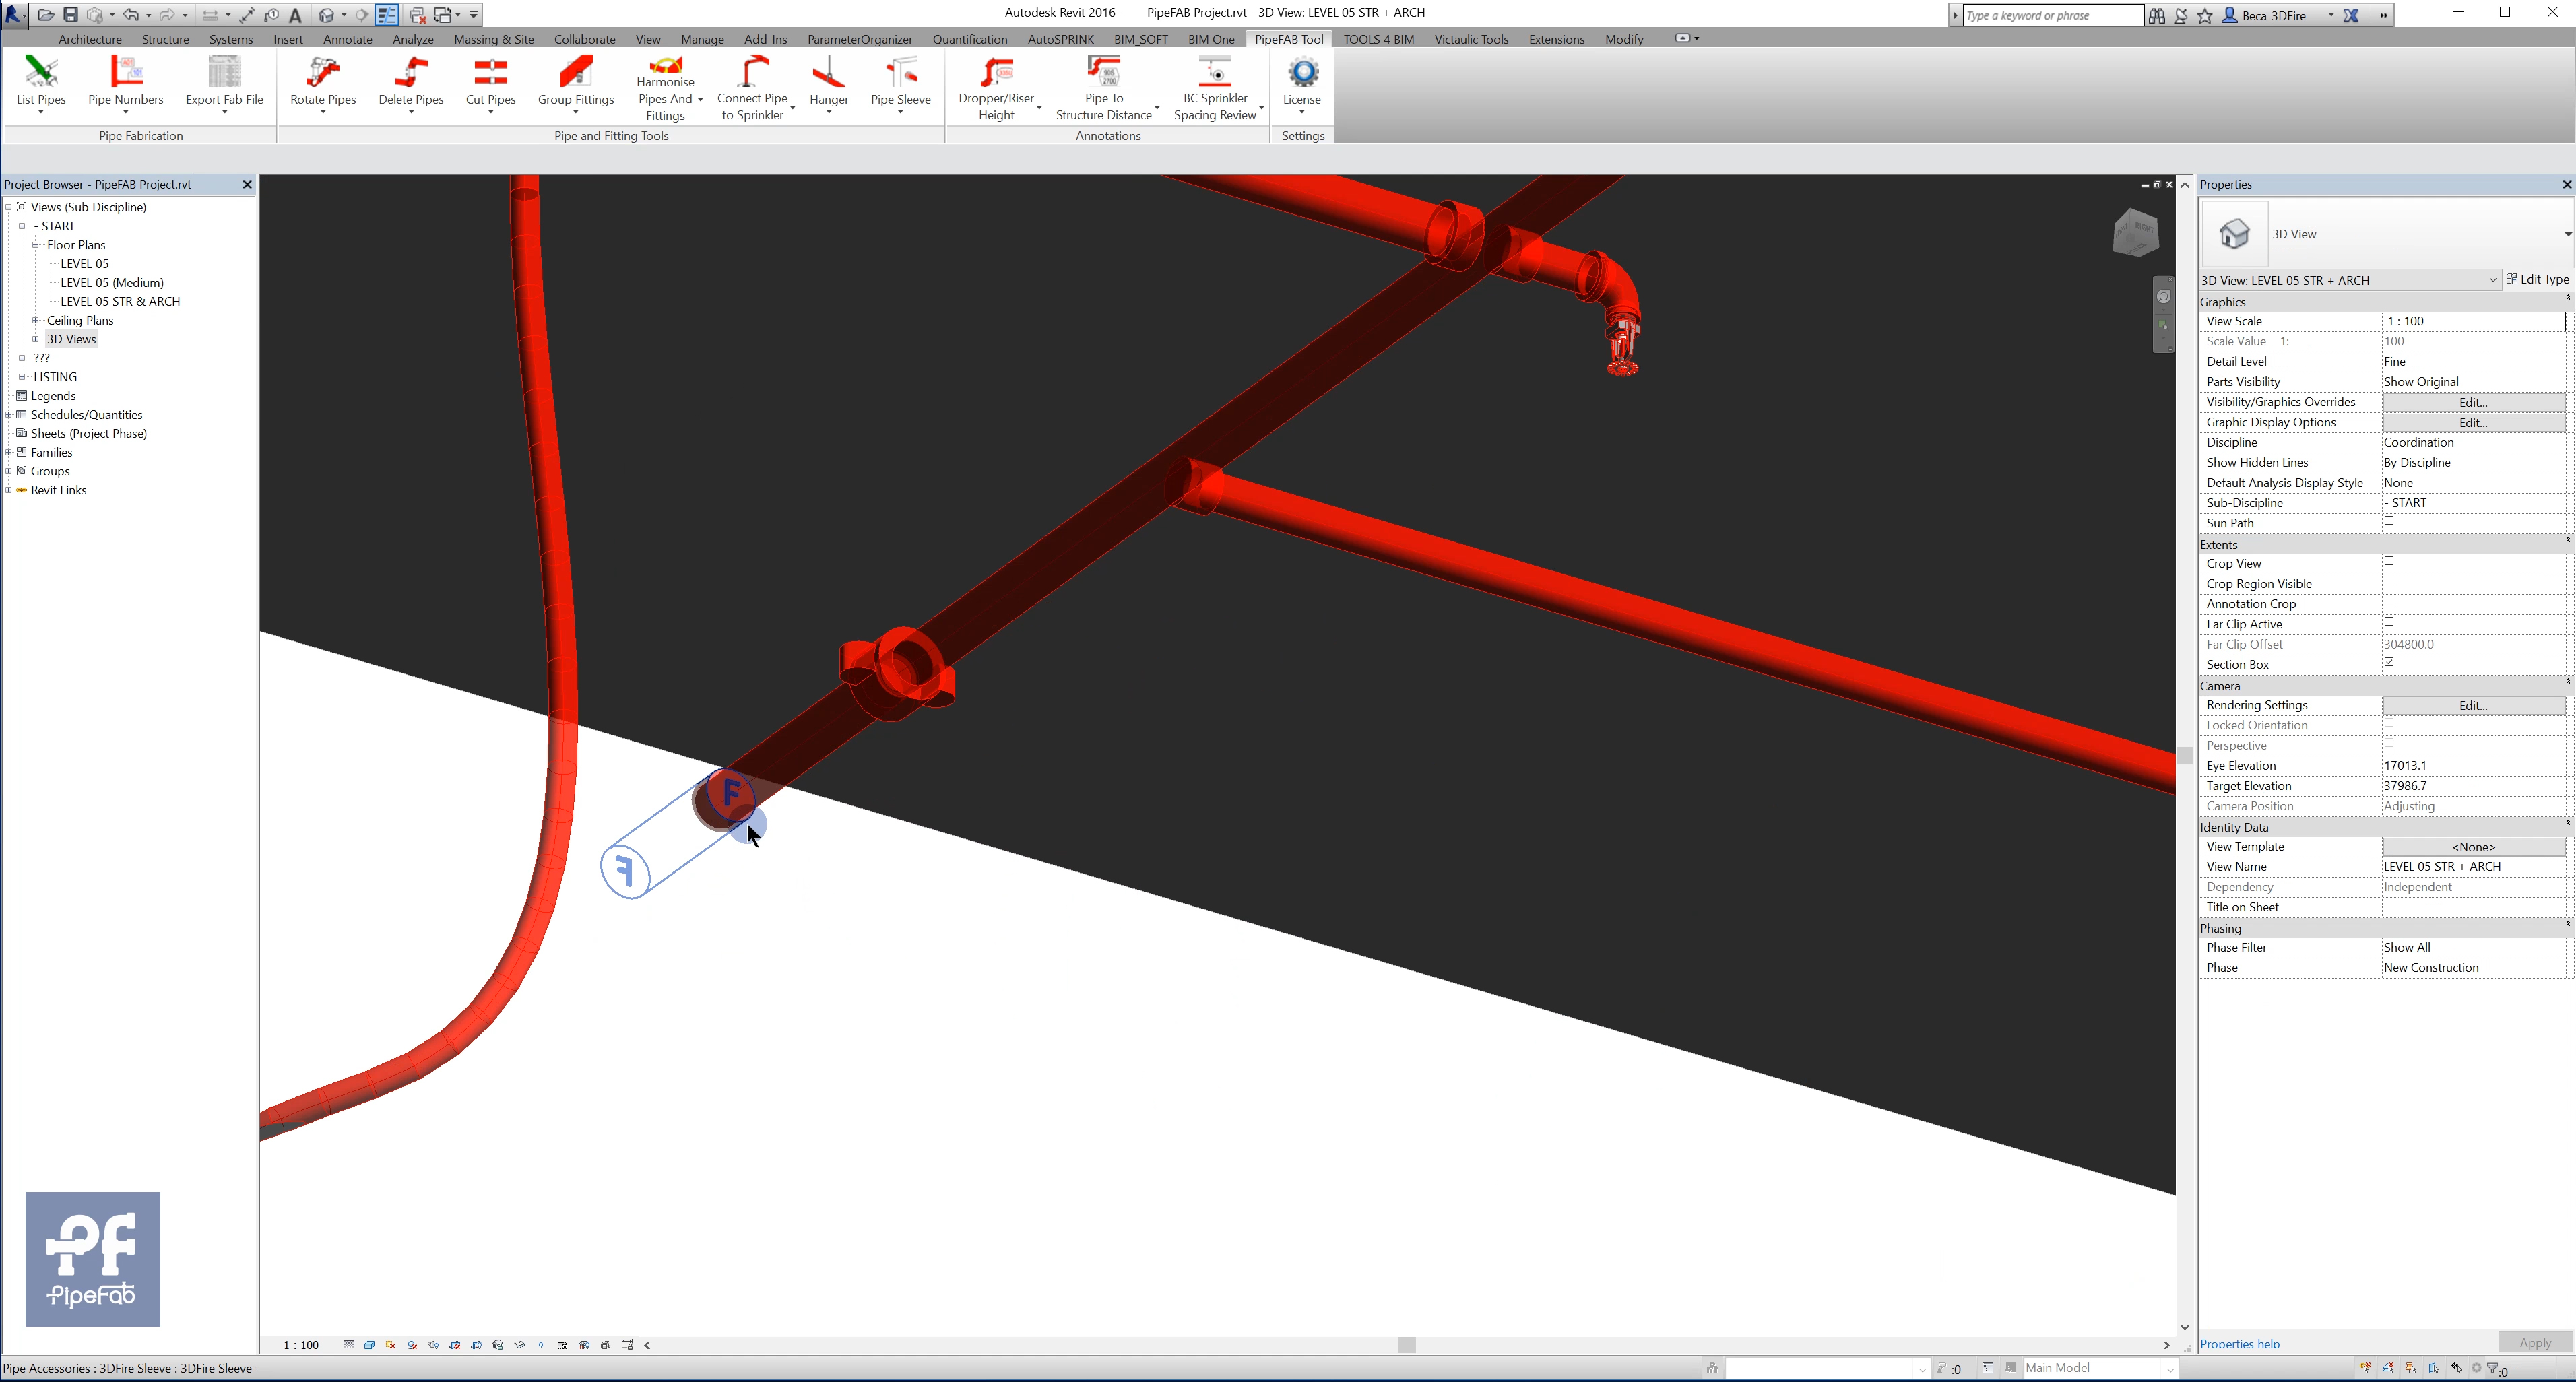 Autodesk Revit 2016 - PipeFAB Project.rvt - 3D View: LEVEL 05 STR + ARCH
Type a keyword or phrase
Beca_3DFire
Architecture Structure Systems Insert Annotate Analyze Massing & Site Collaborate View Manage Add-Ins ParameterOrganizer Quantification AutoSPRINK BIM_SOFT BIM One PipeFAB Tool TOOLS 4 BIM Victaulic Tools Extensions Modify
List Pipes
Pipe Numbers
Export Fab File
Rotate Pipes
Delete Pipes
Cut Pipes
Group Fittings
Harmonise
Pipes And
Fittings
Connect Pipe
to Sprinkler
Hanger
Pipe Sleeve
Dropper/Riser
Height
Pipe To
Structure Distance
BC Sprinkler
Spacing Review
License
Pipe Fabrication
Pipe and Fitting Tools
Annotations
Settings
Project Browser - PipeFAB Project.rvt
Views (Sub Discipline)
- START
Floor Plans
LEVEL 05
LEVEL 05 (Medium)
LEVEL 05 STR & ARCH
Ceiling Plans
3D Views
???
LISTING
Legends
Schedules/Quantities
Sheets (Project Phase)
Families
Groups
Revit Links
RIGHT
F
F
PF
PipeFab
Properties
3D View
3D View: LEVEL 05 STR + ARCH
Edit Type
Graphics
View Scale 1 : 100
Scale Value 1: 100
Detail Level Fine
Parts Visibility Show Original
Visibility/Graphics Overrides Edit...
Graphic Display Options Edit...
Discipline Coordination
Show Hidden Lines By Discipline
Default Analysis Display Style None
Sub-Discipline - START
Sun Path
Extents
Crop View
Crop Region Visible
Annotation Crop
Far Clip Active
Far Clip Offset 304800.0
Section Box
Camera
Rendering Settings Edit...
Locked Orientation
Perspective
Eye Elevation 17013.1
Target Elevation 37986.7
Camera Position Adjusting
Identity Data
View Template <None>
View Name LEVEL 05 STR + ARCH
Dependency Independent
Title on Sheet
Phasing
Phase Filter Show All
Phase New Construction
Properties help
Apply
1 : 100
Pipe Accessories : 3DFire Sleeve : 3DFire Sleeve
:0
Main Model
:0